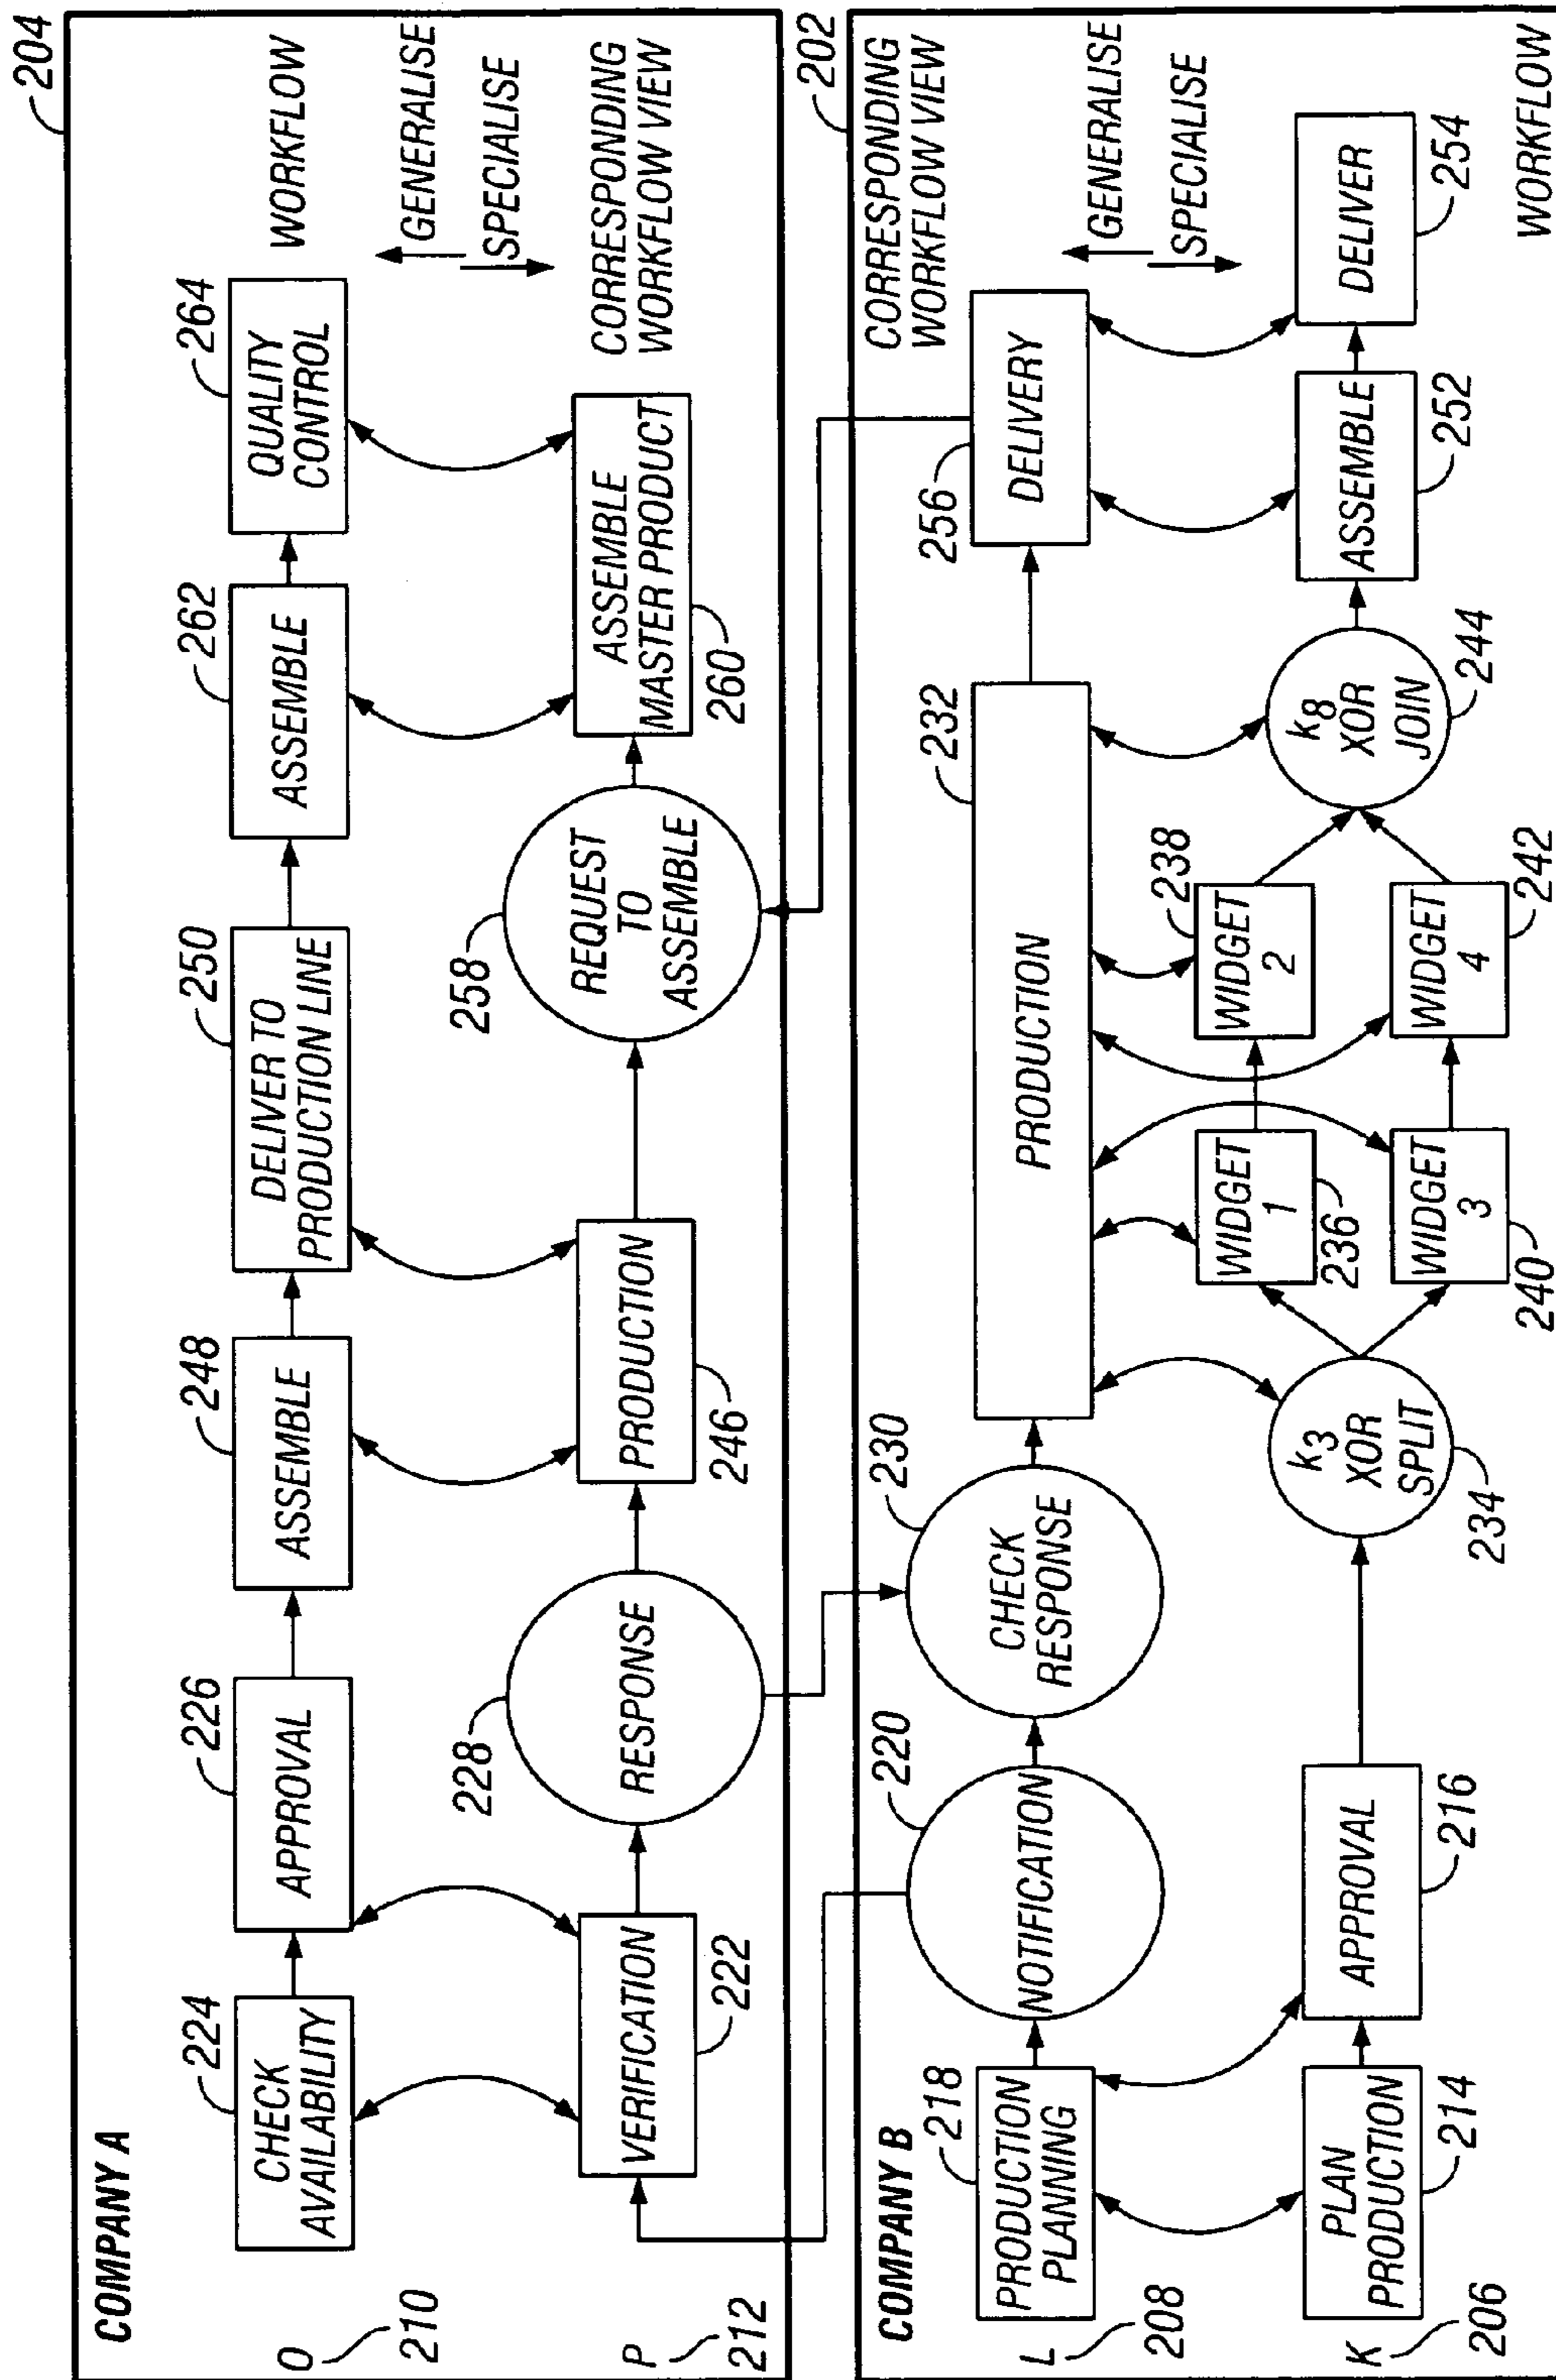 204
COMPANY A
O
210
224
CHECK
AVAILABILITY
226
APPROVAL
248
ASSEMBLE
250
DELIVER TO
PRODUCTION LINE
262
ASSEMBLE
264
QUALITY
CONTROL
WORKFLOW
GENERALISE
SPECIALISE
P
212
VERIFICATION
222
228
RESPONSE
PRODUCTION
246
258
REQUEST
TO
ASSEMBLE
ASSEMBLE
MASTER PRODUCT
260
CORRESPONDING
WORKFLOW VIEW
202
COMPANY B
L
208
218
PRODUCTION
PLANNING
220
NOTIFICATION
230
CHECK
RESPONSE
232
PRODUCTION
256
DELIVERY
CORRESPONDING
WORKFLOW VIEW
GENERALISE
SPECIALISE
K
206
PLAN
PRODUCTION
214
APPROVAL
216
k3
XOR
SPLIT
234
WIDGET
1
236
238
WIDGET
2
WIDGET
3
240
WIDGET
4
242
k8
XOR
JOIN
244
ASSEMBLE
252
DELIVER
254
WORKFLOW